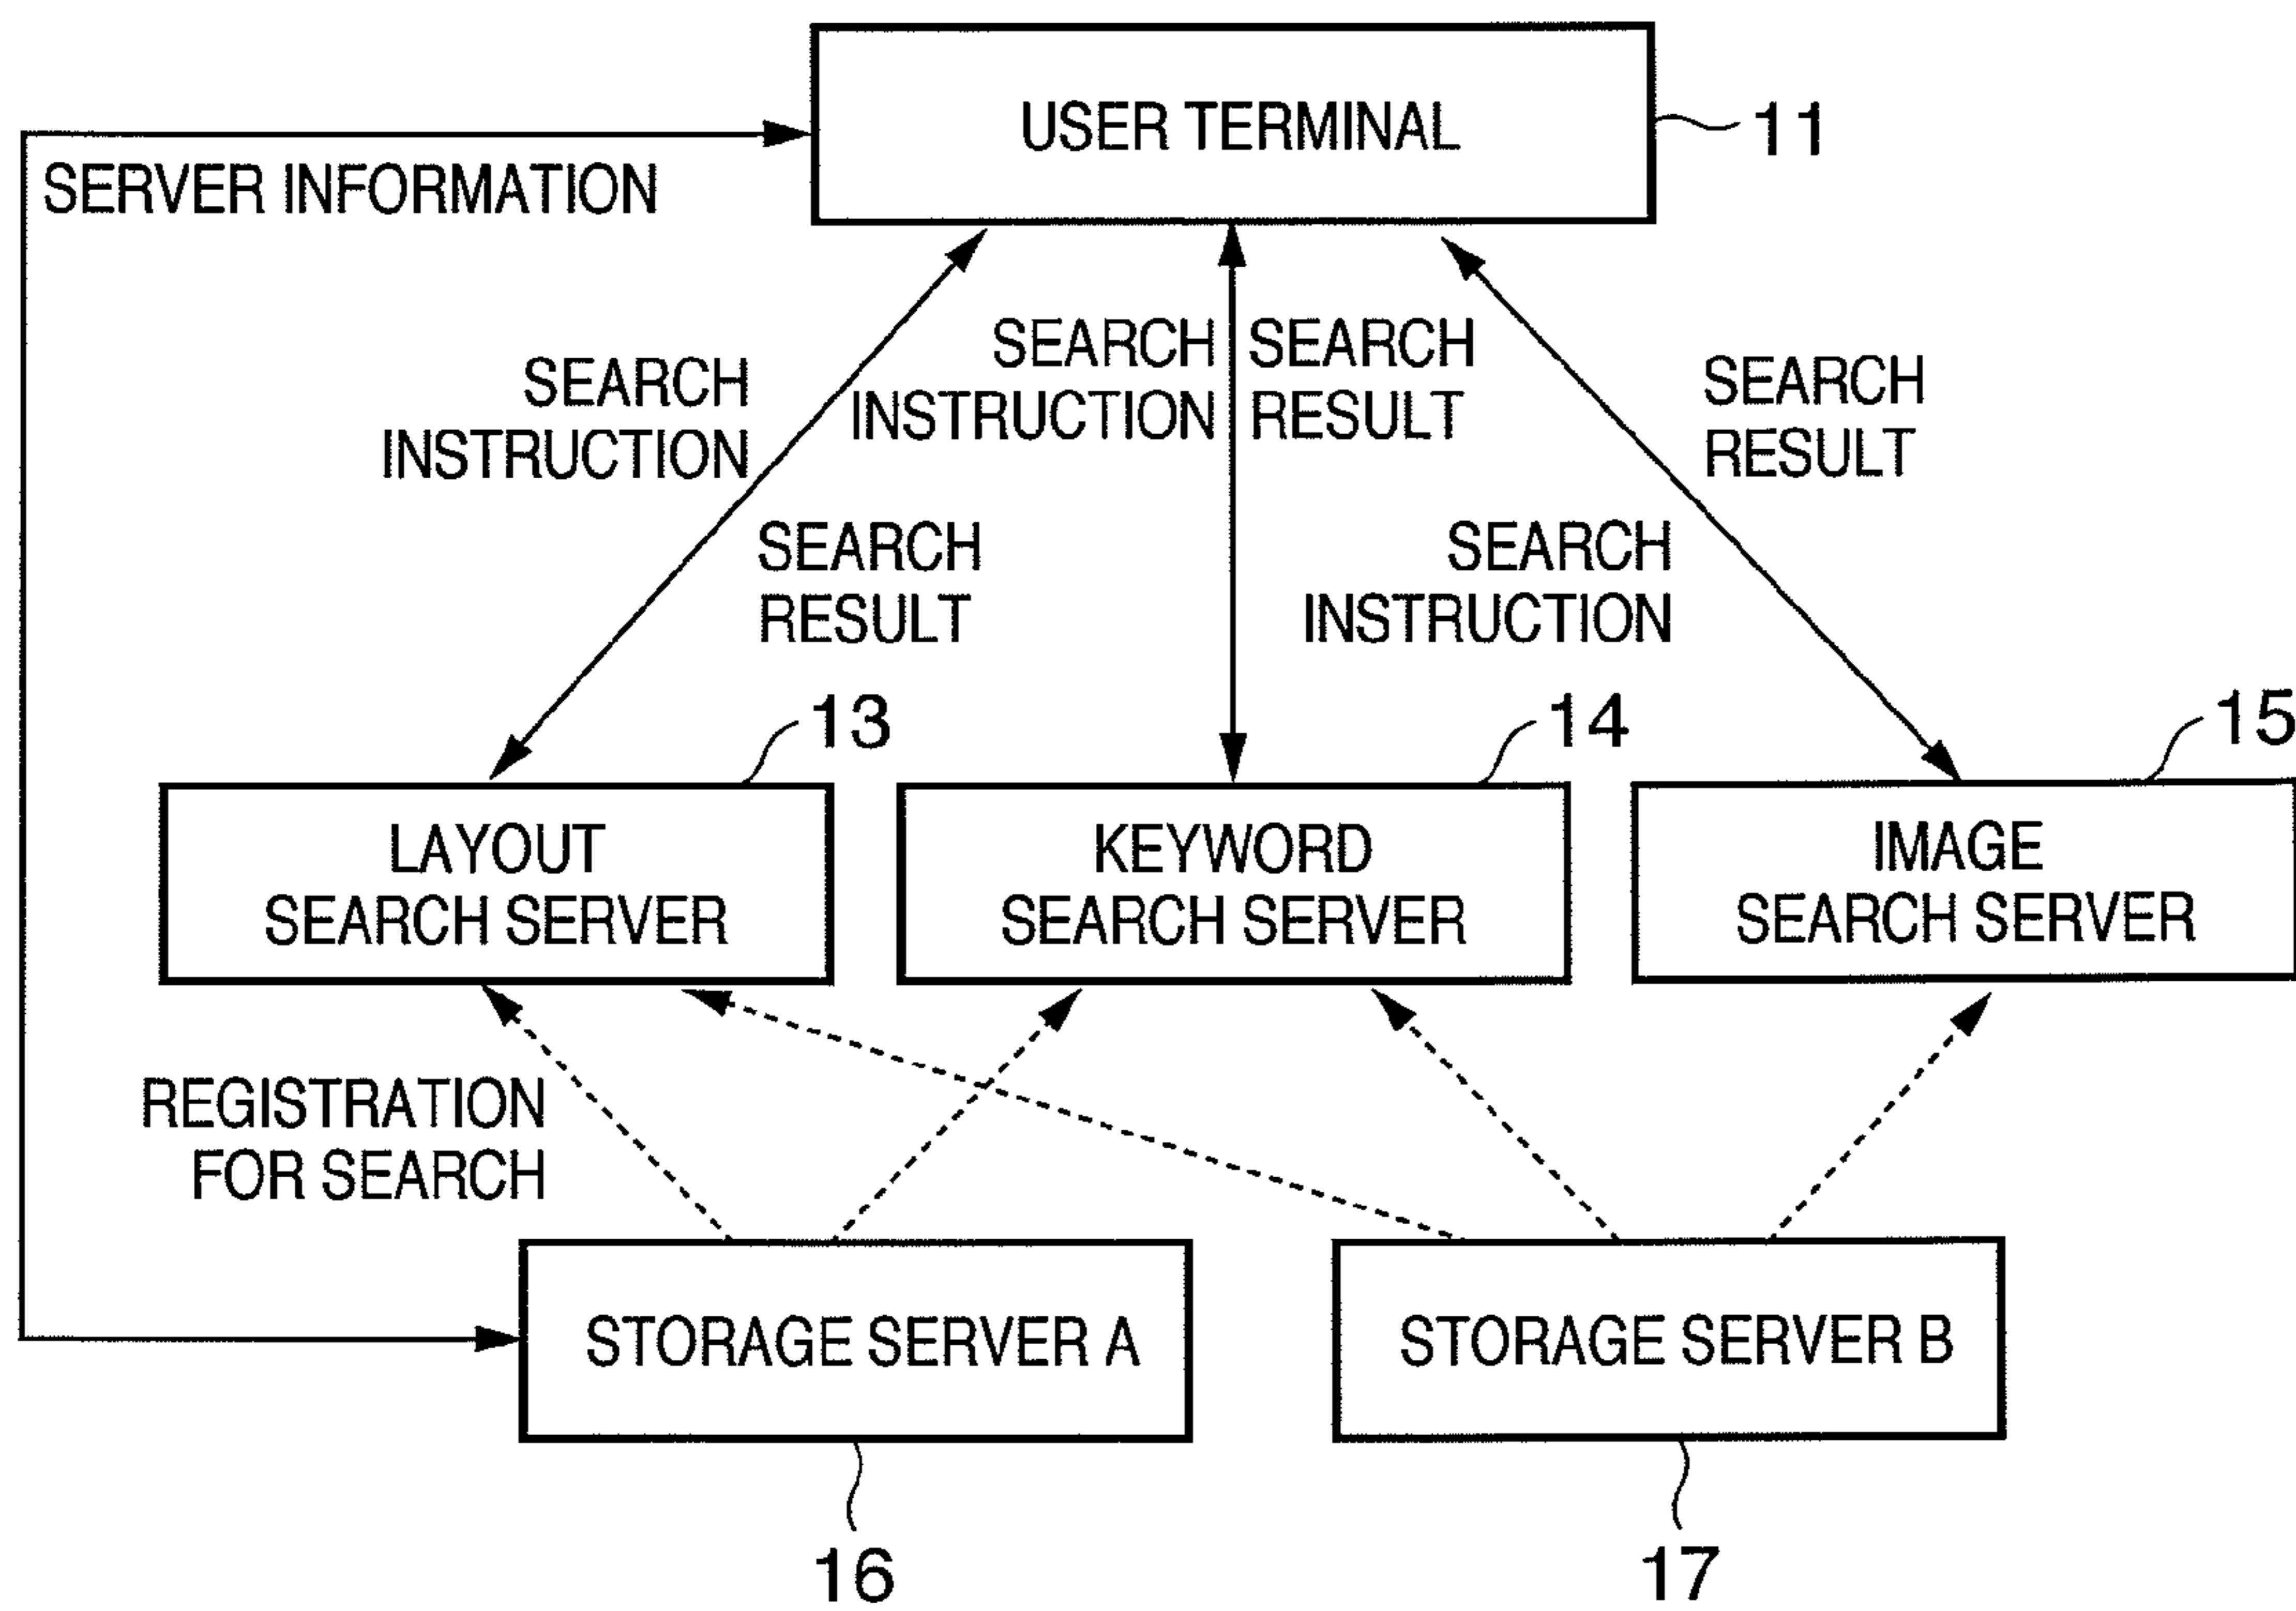 USER TERMINAL
11
SERVER INFORMATION
SEARCH
INSTRUCTION
SEARCH
RESULT
SEARCH
INSTRUCTION
SEARCH
RESULT
SEARCH
INSTRUCTION
SEARCH
RESULT
13
14
15
LAYOUT
SEARCH SERVER
KEYWORD
SEARCH SERVER
IMAGE
SEARCH SERVER
REGISTRATION
FOR SEARCH
STORAGE SERVER A
STORAGE SERVER B
16
17